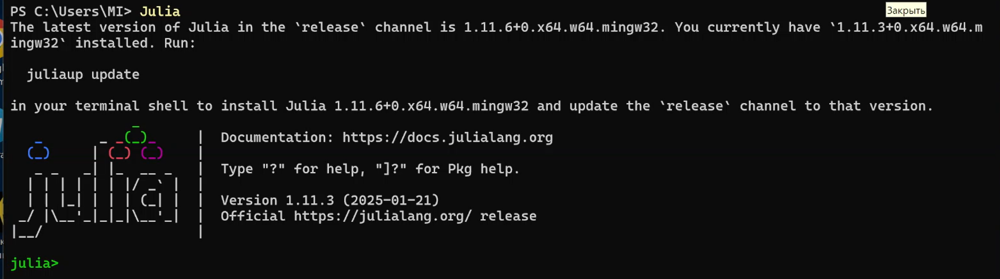 PS C:\Users\MI> Julia
Закрыть
The latest version of Julia in the `release` channel is 1.11.6+0.x64.w64.mingw32. You currently have `1.11.3+0.x64.w64.m
ingw32` installed. Run:
juliaup update
in your terminal shell to install Julia 1.11.6+0.x64.w64.mingw32 and update the `release` channel to that version.
Documentation: https://docs.julialang.org
Type "?" for help, "]?" for Pkg help.
Version 1.11.3 (2025-01-21)
Official https://julialang.org/ release
julia>